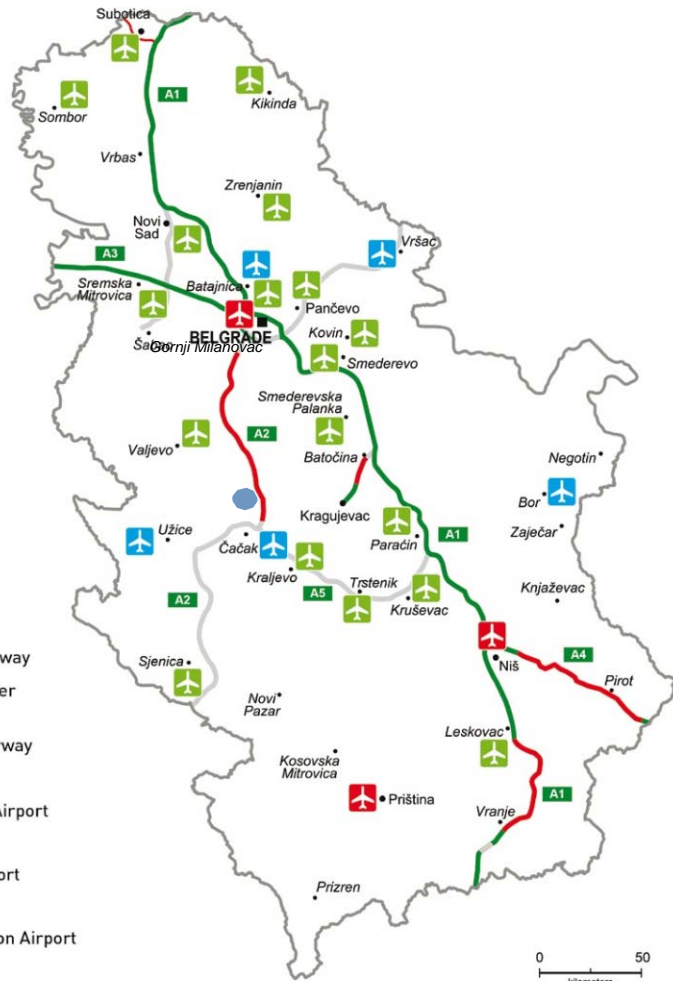 Subotica
A1
Kikinda
Sombor
Vrbas
Zrenjanin
Novi
Sad
Vršac
A3
Sremska
Mitrovica
Batajnica
Pančevo
BELGRADE
Kovin
Gornji Milanovac
Smederevo
Smederevska
Palanka
A2
Valjevo
Batočina
Negotin
Bor
Kragujevac
Užice
Čačak
Paraćin
A1
Zaječar
Kraljevo
Trstenik
A5
Kruševac
Knjaževac
A2
way
Sjenica
Niš
A4
er
Pirot
Novi
Pazar
Leskovac
way
Kosovska
Mitrovica
Airport
Priština
A1
Vranje
ort
Prizren
on Airport
0 50